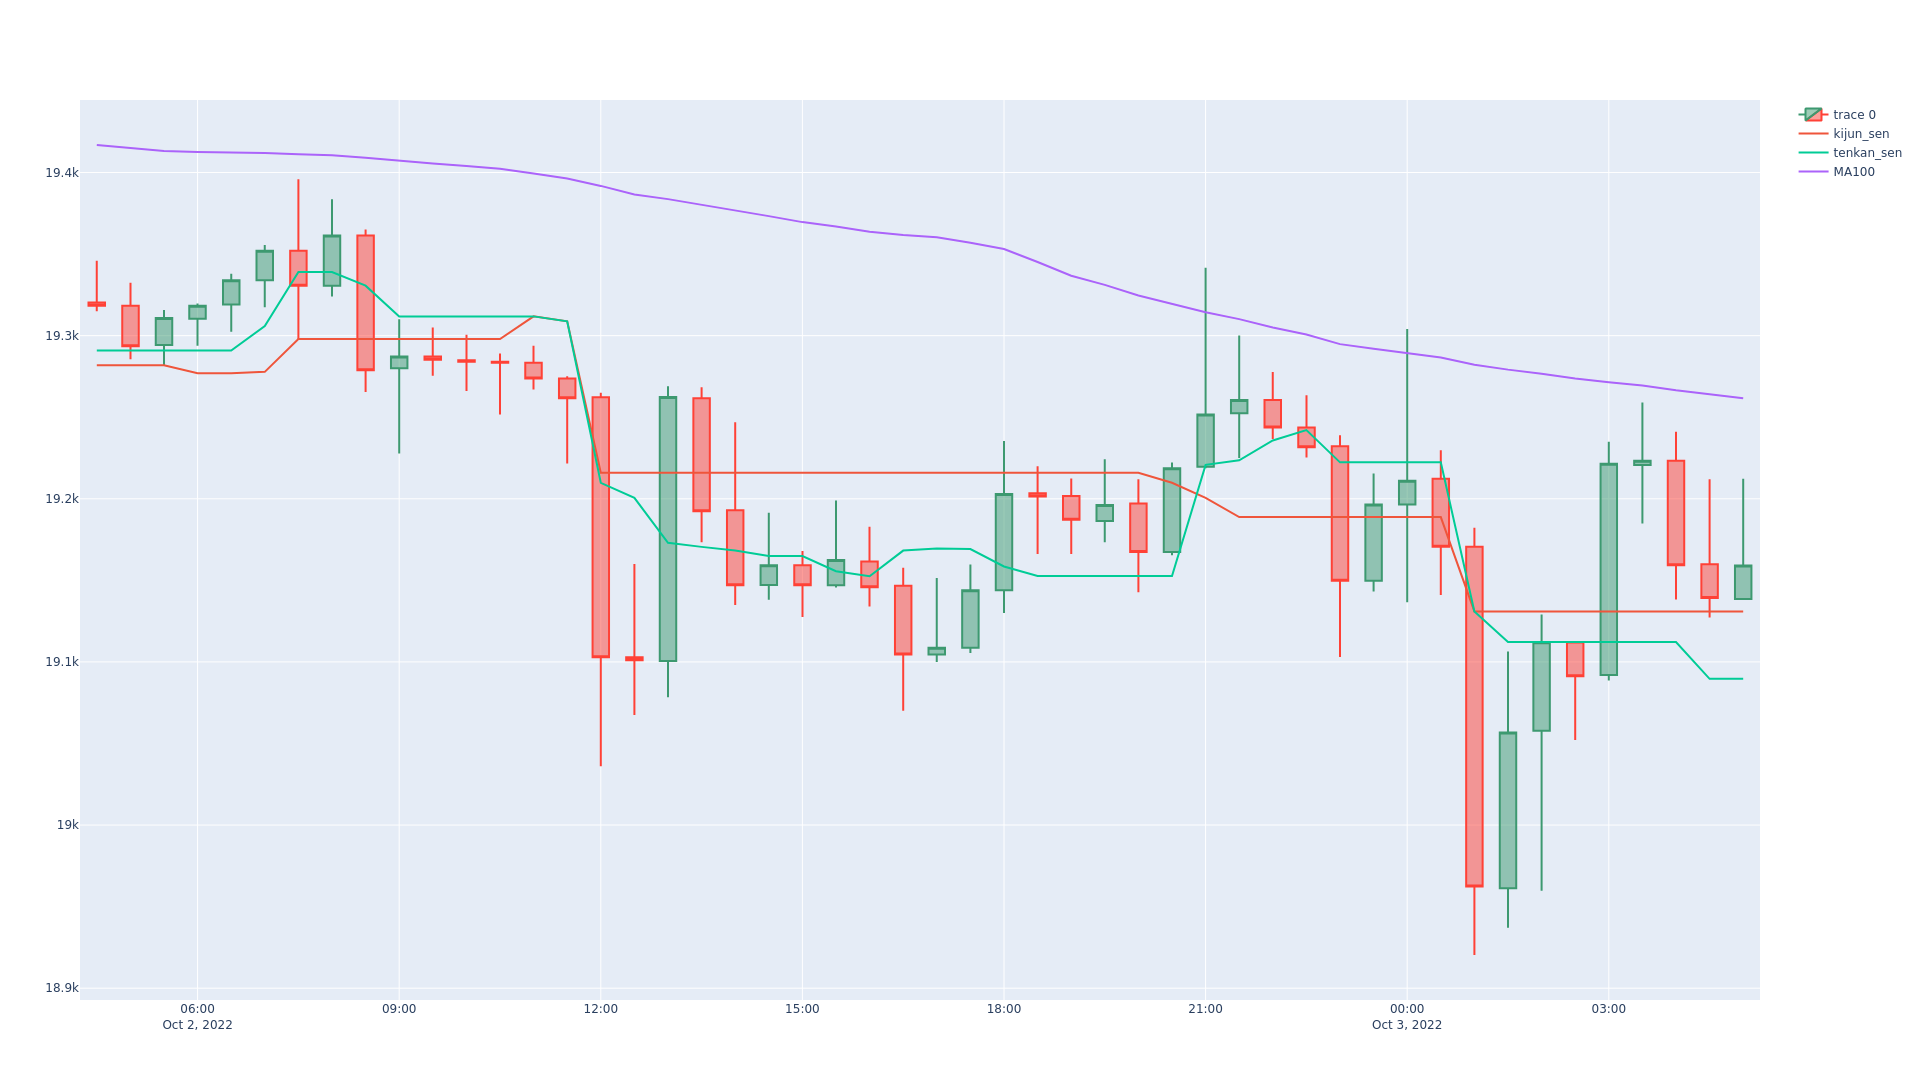 trace 0
kijun_sen
tenkan_sen
MA100
19.4k
19.3k
19.2k
19.1k
19k
18.9k
06:00
09:00
12:00
15:00
18:00
21:00
00:00
03:00
Oct 2, 2022
Oct 3, 2022